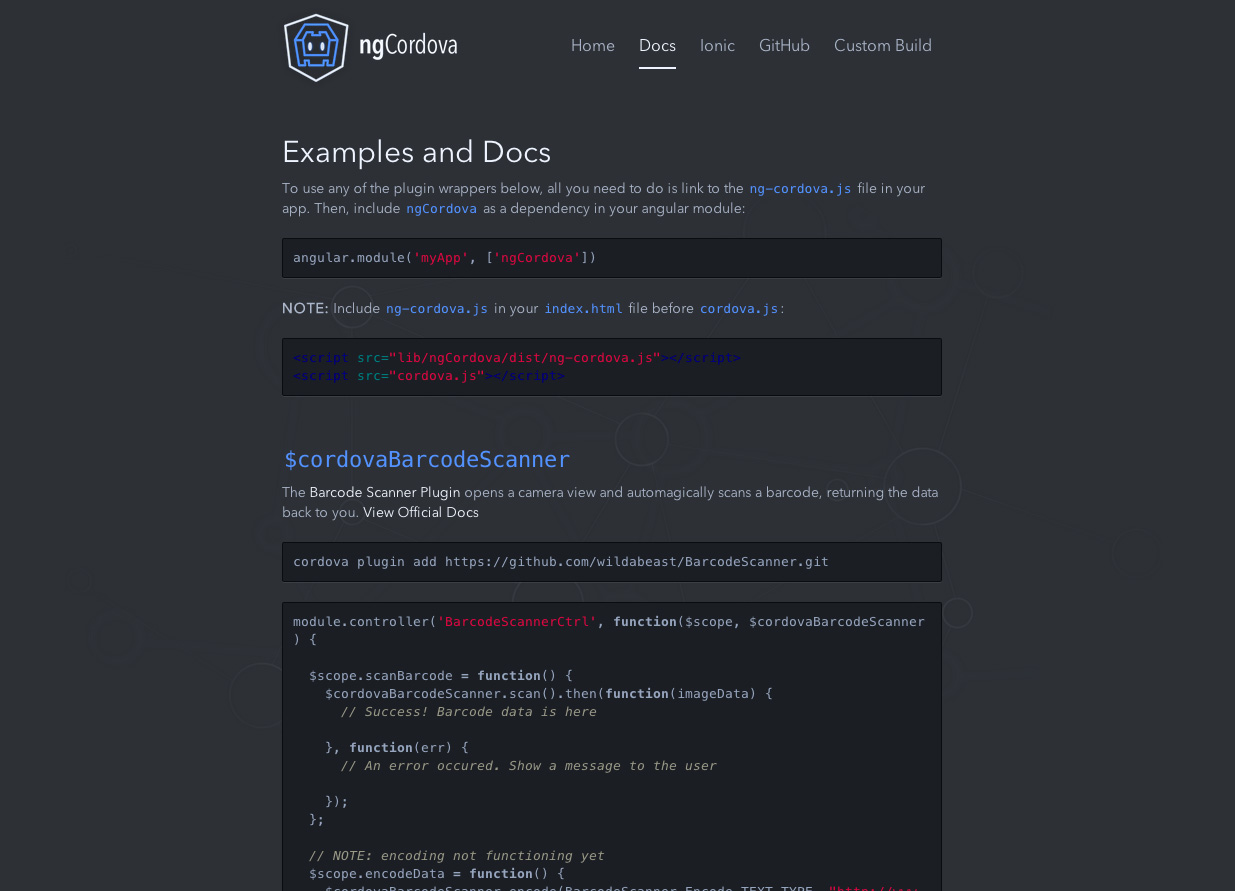 ngCordova
Home Docs Ionic GitHub Custom Build
Examples and Docs
To use any of the plugin wrappers below, all you need to do is link to the ng-cordova.js file in your
app. Then, include ngCordova as a dependency in your angular module:
angular.module('myApp', ['ngCordova'])
NOTE: Include ng-cordova.js in your index.html file before cordova.js:
<script src="lib/ngCordova/dist/ng-cordova.js"></script>
<script src="cordova.js"></script>
$cordovaBarcodeScanner
The Barcode Scanner Plugin opens a camera view and automagically scans a barcode, returning the data
back to you. View Official Docs
cordova plugin add https://github.com/wildabeast/BarcodeScanner.git
module.controller('BarcodeScannerCtrl', function($scope, $cordovaBarcodeScanner
) {
$scope.scanBarcode = function() {
$cordovaBarcodeScanner.scan().then(function(imageData) {
// Success! Barcode data is here
}, function(err) {
// An error occured. Show a message to the user
});
};
// NOTE: encoding not functioning yet
$scope.encodeData = function() {
$cordovaBarcodeScanner.encode(BarcodeScanner.Encode.TEXT_TYPE, "http://www.